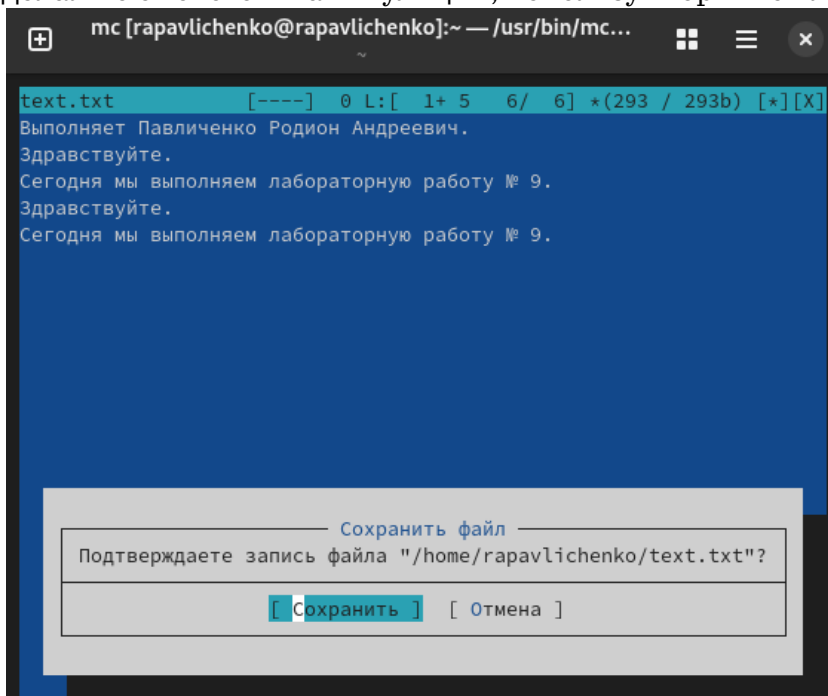 mc [rapavlichenko@rapavlichenko]:~ — /usr/bin/mc...
~
text.txt [----] 0 L:[ 1+ 5 6/ 6] *(293 / 293b) [*][X]
Выполняет Павличенко Родион Андреевич.
Здравствуйте.
Сегодня мы выполняем лабораторную работу № 9.
Здравствуйте.
Сегодня мы выполняем лабораторную работу № 9.
Сохранить файл
Подтверждаете запись файла "/home/rapavlichenko/text.txt"?
[ Сохранить ] [ Отмена ]